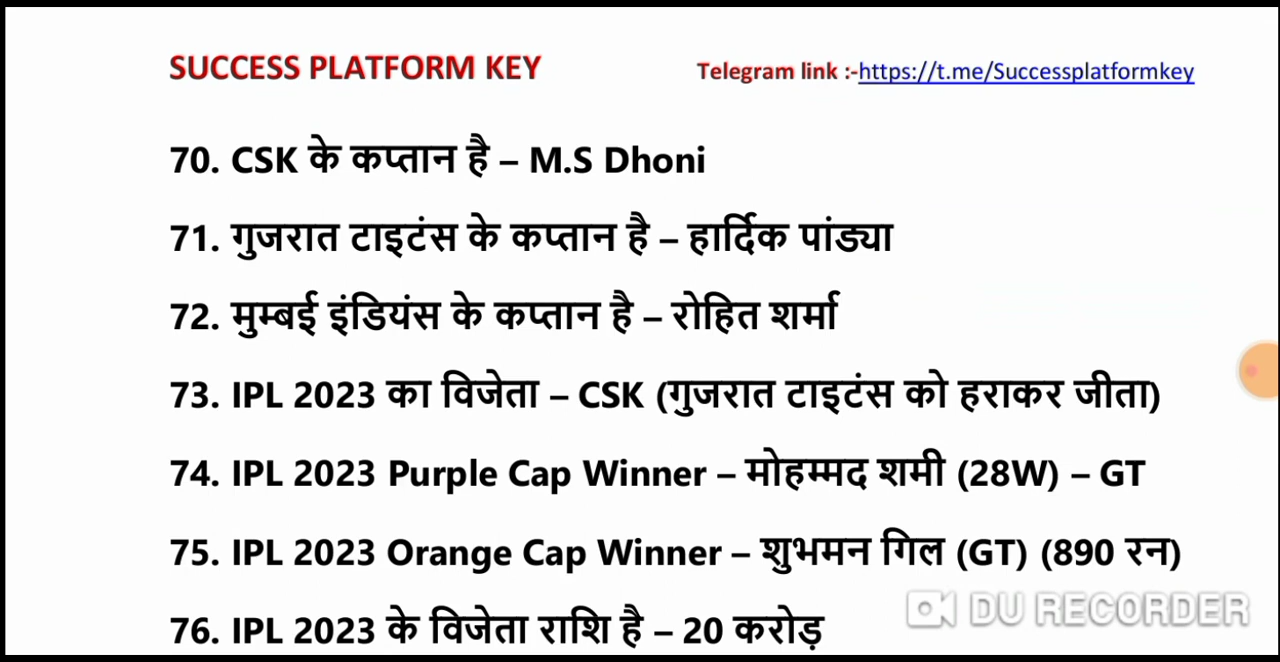 SUCCESS PLATFORM KEY Telegram link :-https://t.me/Successplatformkey
70. CSK के कप्तान है – M.S Dhoni
71. गुजरात टाइटंस के कप्तान है – हार्दिक पांड्या
72. मुम्बई इंडियंस के कप्तान है – रोहित शर्मा
73. IPL 2023 का विजेता – CSK (गुजरात टाइटंस को हराकर जीता)
74. IPL 2023 Purple Cap Winner – मोहम्मद शमी (28W) – GT
75. IPL 2023 Orange Cap Winner – शुभमन गिल (GT) (890 रन)
DU RECORDER
76. IPL 2023 के विजेता राशि है – 20 करोड़